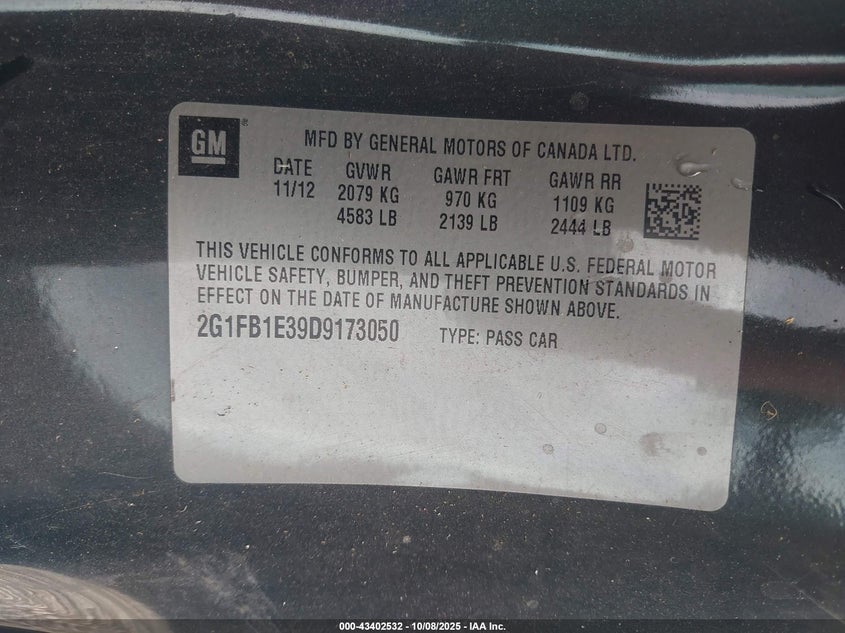 GM ®
MFD BY GENERAL MOTORS OF CANADA LTD.
DATE GVWR GAWR FRT GAWR RR
11/12 2079 KG 970 KG 1109 KG
4583 LB 2139 LB 2444 LB
THIS VEHICLE CONFORMS TO ALL APPLICABLE U.S. FEDERAL MOTOR
VEHICLE SAFETY, BUMPER, AND THEFT PREVENTION STANDARDS IN
EFFECT ON THE DATE OF MANUFACTURE SHOWN ABOVE.
2G1FB1E39D9173050 TYPE: PASS CAR
000-43402532 - 10/08/2025 - IAA Inc.